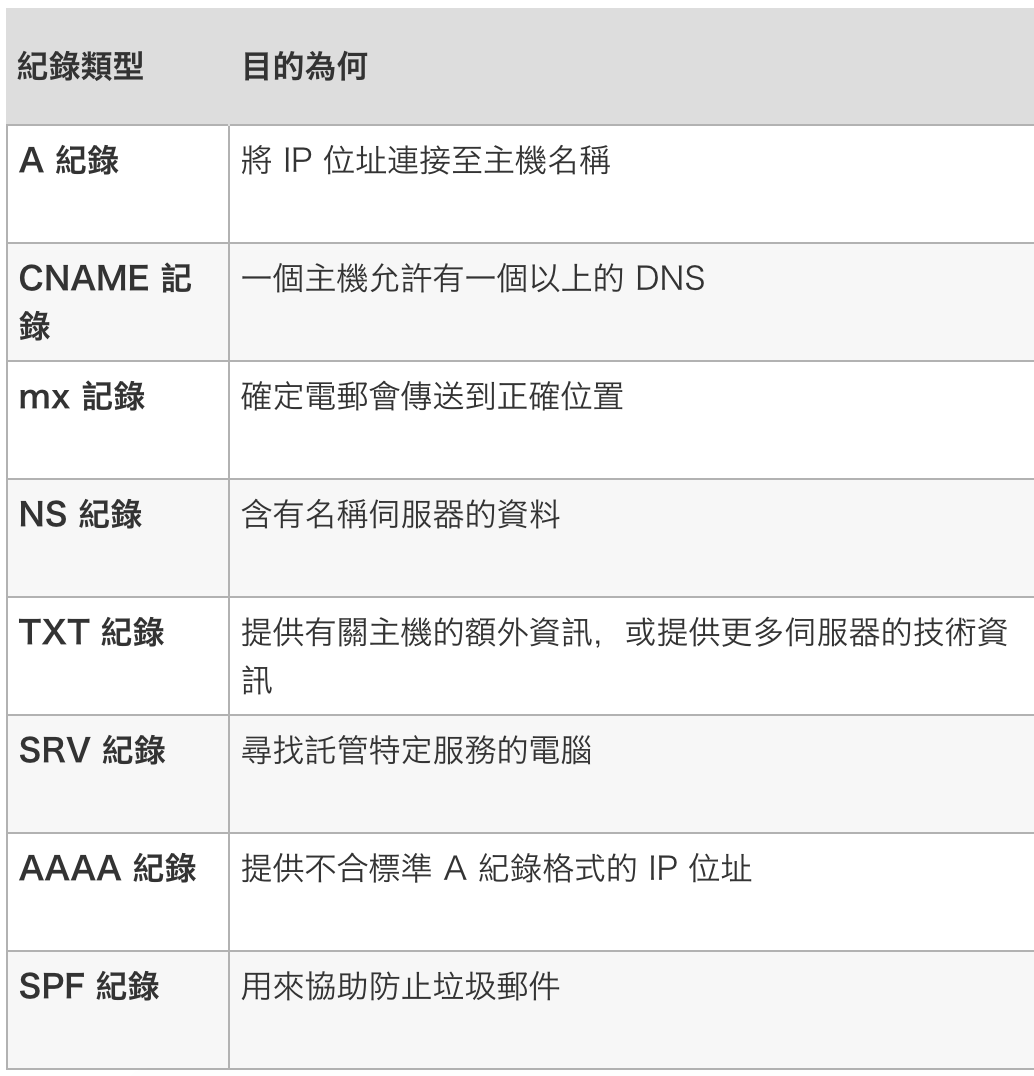 紀錄類型 目的為何
A 紀錄 將 IP 位址連接至主機名稱
CNAME 記 一個主機允許有一個以上的 DNS
錄
mx 記錄 確定電郵會傳送到正確位置
NS 紀錄 含有名稱伺服器的資料
TXT 紀錄 提供有關主機的額外資訊，或提供更多伺服器的技術資
訊
SRV 紀錄 尋找託管特定服務的電腦
AAAA 紀錄 提供不合標準 A 紀錄格式的 IP 位址
SPF 紀錄 用來協助防止垃圾郵件